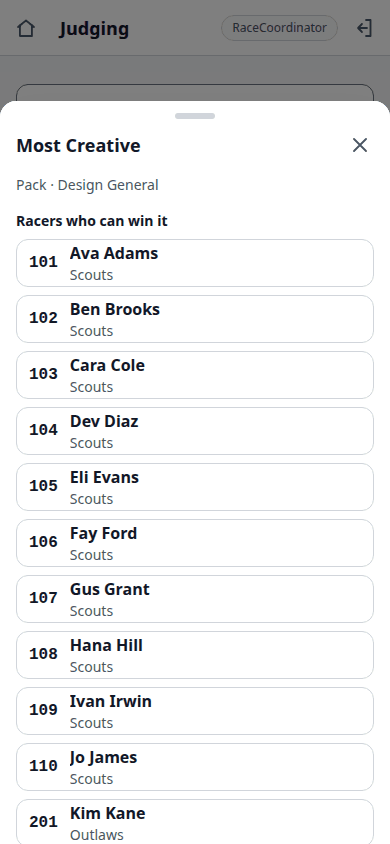 Judging
RaceCoordinator
Most Creative
Pack · Design General
Racers who can win it
101
Ava Adams
Scouts
102
Ben Brooks
Scouts
103
Cara Cole
Scouts
104
Dev Diaz
Scouts
105
Eli Evans
Scouts
106
Fay Ford
Scouts
107
Gus Grant
Scouts
108
Hana Hill
Scouts
109
Ivan Irwin
Scouts
110
Jo James
Scouts
201
Kim Kane
Outlaws